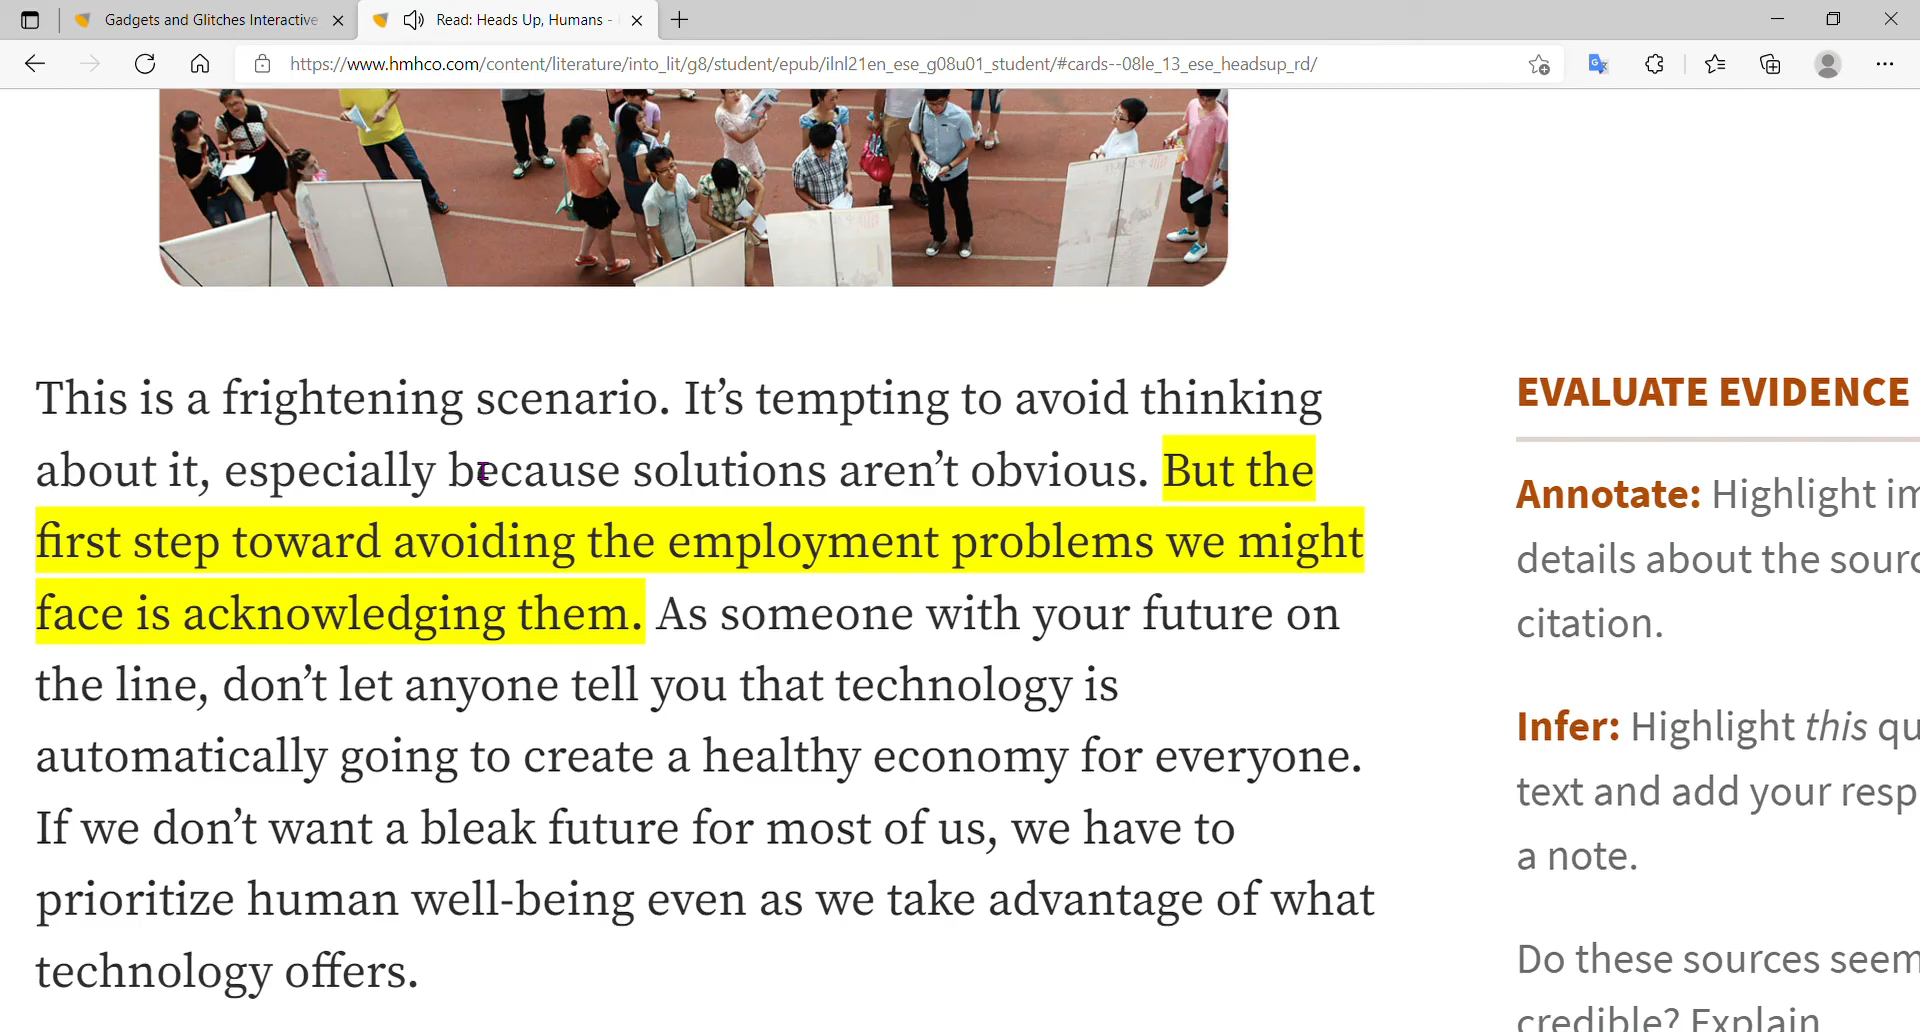 Gadgets and Glitches Interactive
Read: Heads Up, Humans -
https://www.hmhco.com/content/literature/into_lit/g8/student/epub/ilnl21en_ese_g08u01_student/#cards--08le_13_ese_headsup_rd/
This is a frightening scenario. It’s tempting to avoid thinking
about it, especially because solutions aren’t obvious. But the
first step toward avoiding the employment problems we might
face is acknowledging them. As someone with your future on
the line, don’t let anyone tell you that technology is
automatically going to create a healthy economy for everyone.
If we don’t want a bleak future for most of us, we have to
prioritize human well-being even as we take advantage of what
technology offers.
EVALUATE EVIDENCE
Annotate: Highlight im
details about the sourc
citation.
Infer: Highlight this qu
text and add your resp
a note.
Do these sources seem
credible? Explain